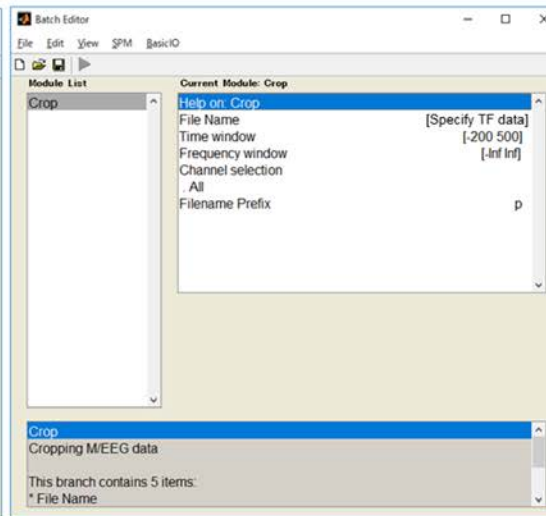 Batch Editor
File Edit View SPM BasicIO
Module List
Current Module: Crop
Crop
Help on: Crop
File Name [Specify TF data]
Time window [-200 500]
Frequency window [-Inf Inf]
Channel selection
. All
Filename Prefix p
Crop
Cropping M/EEG data
This branch contains 5 items:
* File Name